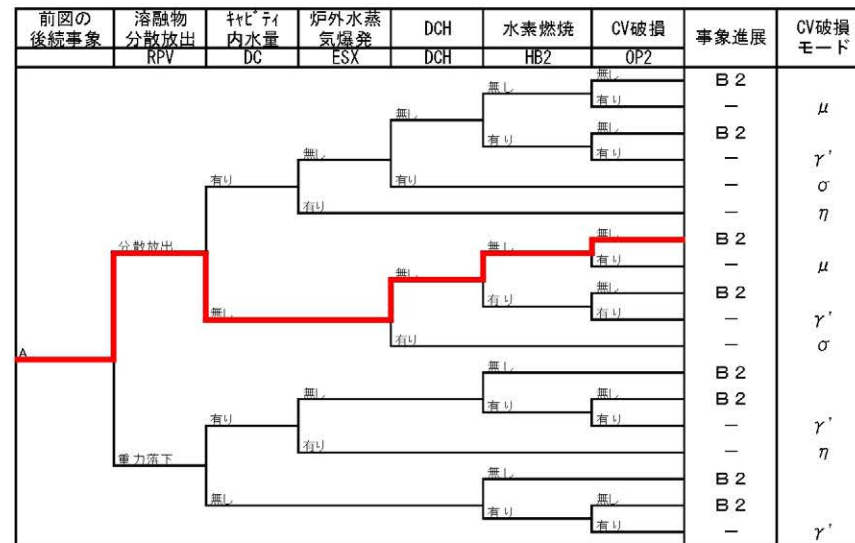 前図の後続事象 溶融物分散放出 ｷｬﾋﾞﾃｨ内水量 炉外水蒸気爆発 DCH 水素燃焼 CV破損 事象進展 CV破損モード
RPV DC ESX DCH HB2 OP2
無し B2
無し
有り － μ
無し
無し B2
有り
有り － γ'
無し
有り
有り － σ
有り － η
分散放出
無し B2
無し
有り － μ
無し
無し B2
有り
無し
有り － γ'
有り － σ
A
無し B2
無し
無し B2
有り
有り
有り － γ'
有り － η
重力落下
無し B2
無し
無し B2
有り
有り － γ'